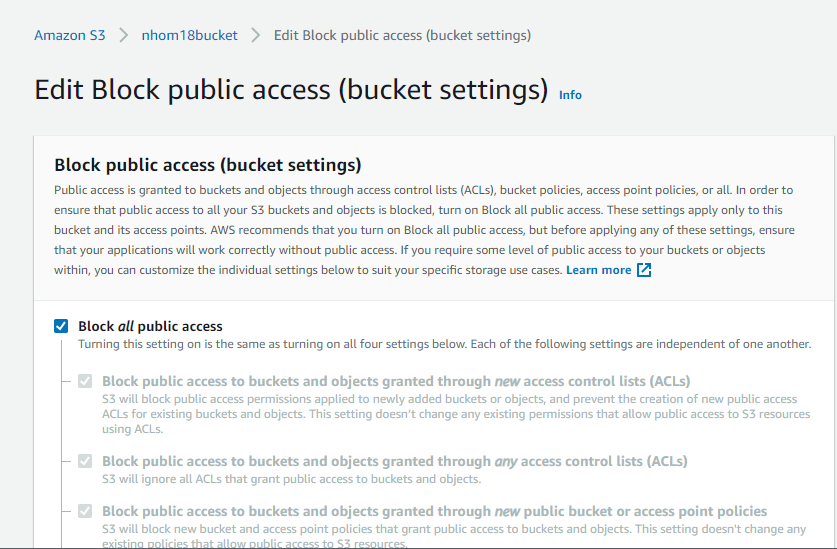 Amazon S3 > nhom18bucket > Edit Block public access (bucket settings)
Edit Block public access (bucket settings) Info
Block public access (bucket settings)
Public access is granted to buckets and objects through access control lists (ACLs), bucket policies, access point policies, or all. In order to
ensure that public access to all your S3 buckets and objects is blocked, turn on Block all public access. These settings apply only to this
bucket and its access points. AWS recommends that you turn on Block all public access, but before applying any of these settings, ensure
that your applications will work correctly without public access. If you require some level of public access to your buckets or objects
within, you can customize the individual settings below to suit your specific storage use cases. Learn more
Block all public access
Turning this setting on is the same as turning on all four settings below. Each of the following settings are independent of one another.
Block public access to buckets and objects granted through new access control lists (ACLs)
S3 will block public access permissions applied to newly added buckets or objects, and prevent the creation of new public access
ACLs for existing buckets and objects. This setting doesn't change any existing permissions that allow public access to S3 resources
using ACLs.
Block public access to buckets and objects granted through any access control lists (ACLs)
S3 will ignore all ACLs that grant public access to buckets and objects.
Block public access to buckets and objects granted through new public bucket or access point policies
S3 will block new bucket and access point policies that grant public access to buckets and objects. This setting doesn't change any
existing policies that allow public access to S3 resources.